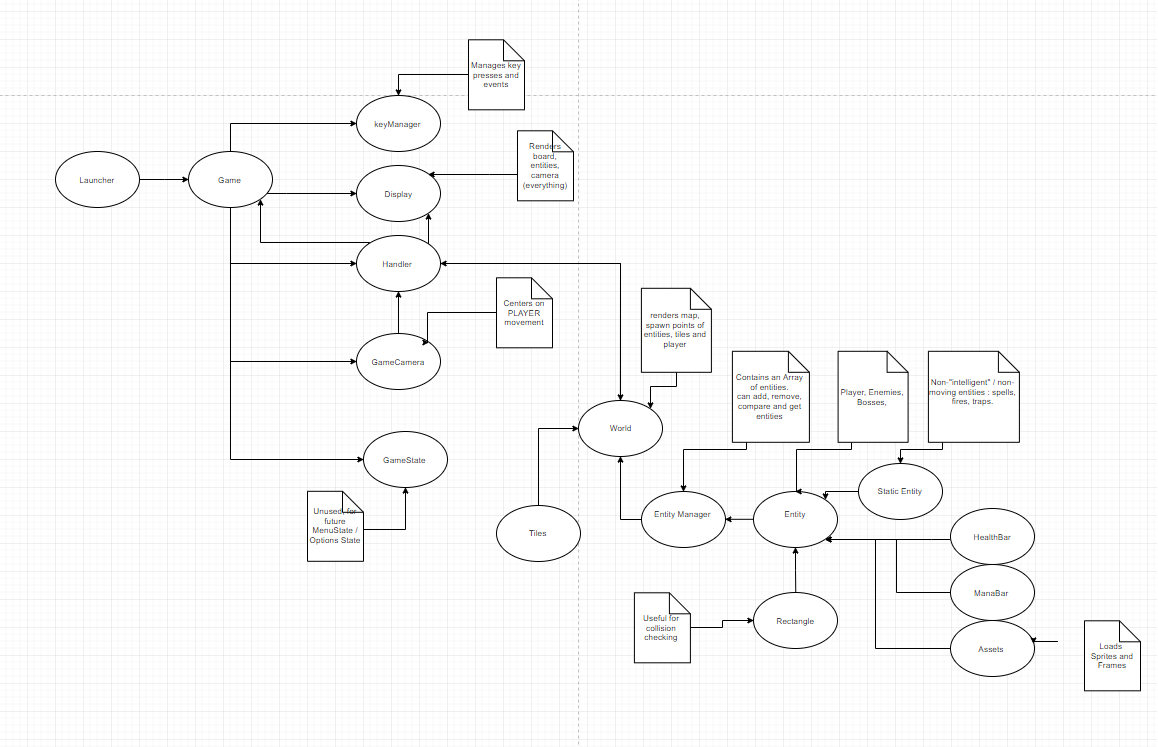 Manages key
presses and
events
keyManager
Renders
board,
entities,
camera
(everything)
Launcher
Game
Display
Handler
Centers on
PLAYER
movement
GameCamera
renders map,
spawn points of
entities, tiles and
player
Contains an Array
of entities.
can add, remove,
compare and get
entities
Player, Enemies,
Bosses,
Non-"intelligent" / non-
moving entities : spells,
fires, traps.
World
GameState
Unused, for
future
MenuState /
Options State
Tiles
Entity Manager
Entity
Static Entity
HealthBar
ManaBar
Useful for
collision
checking
Rectangle
Assets
Loads
Sprites and
Frames